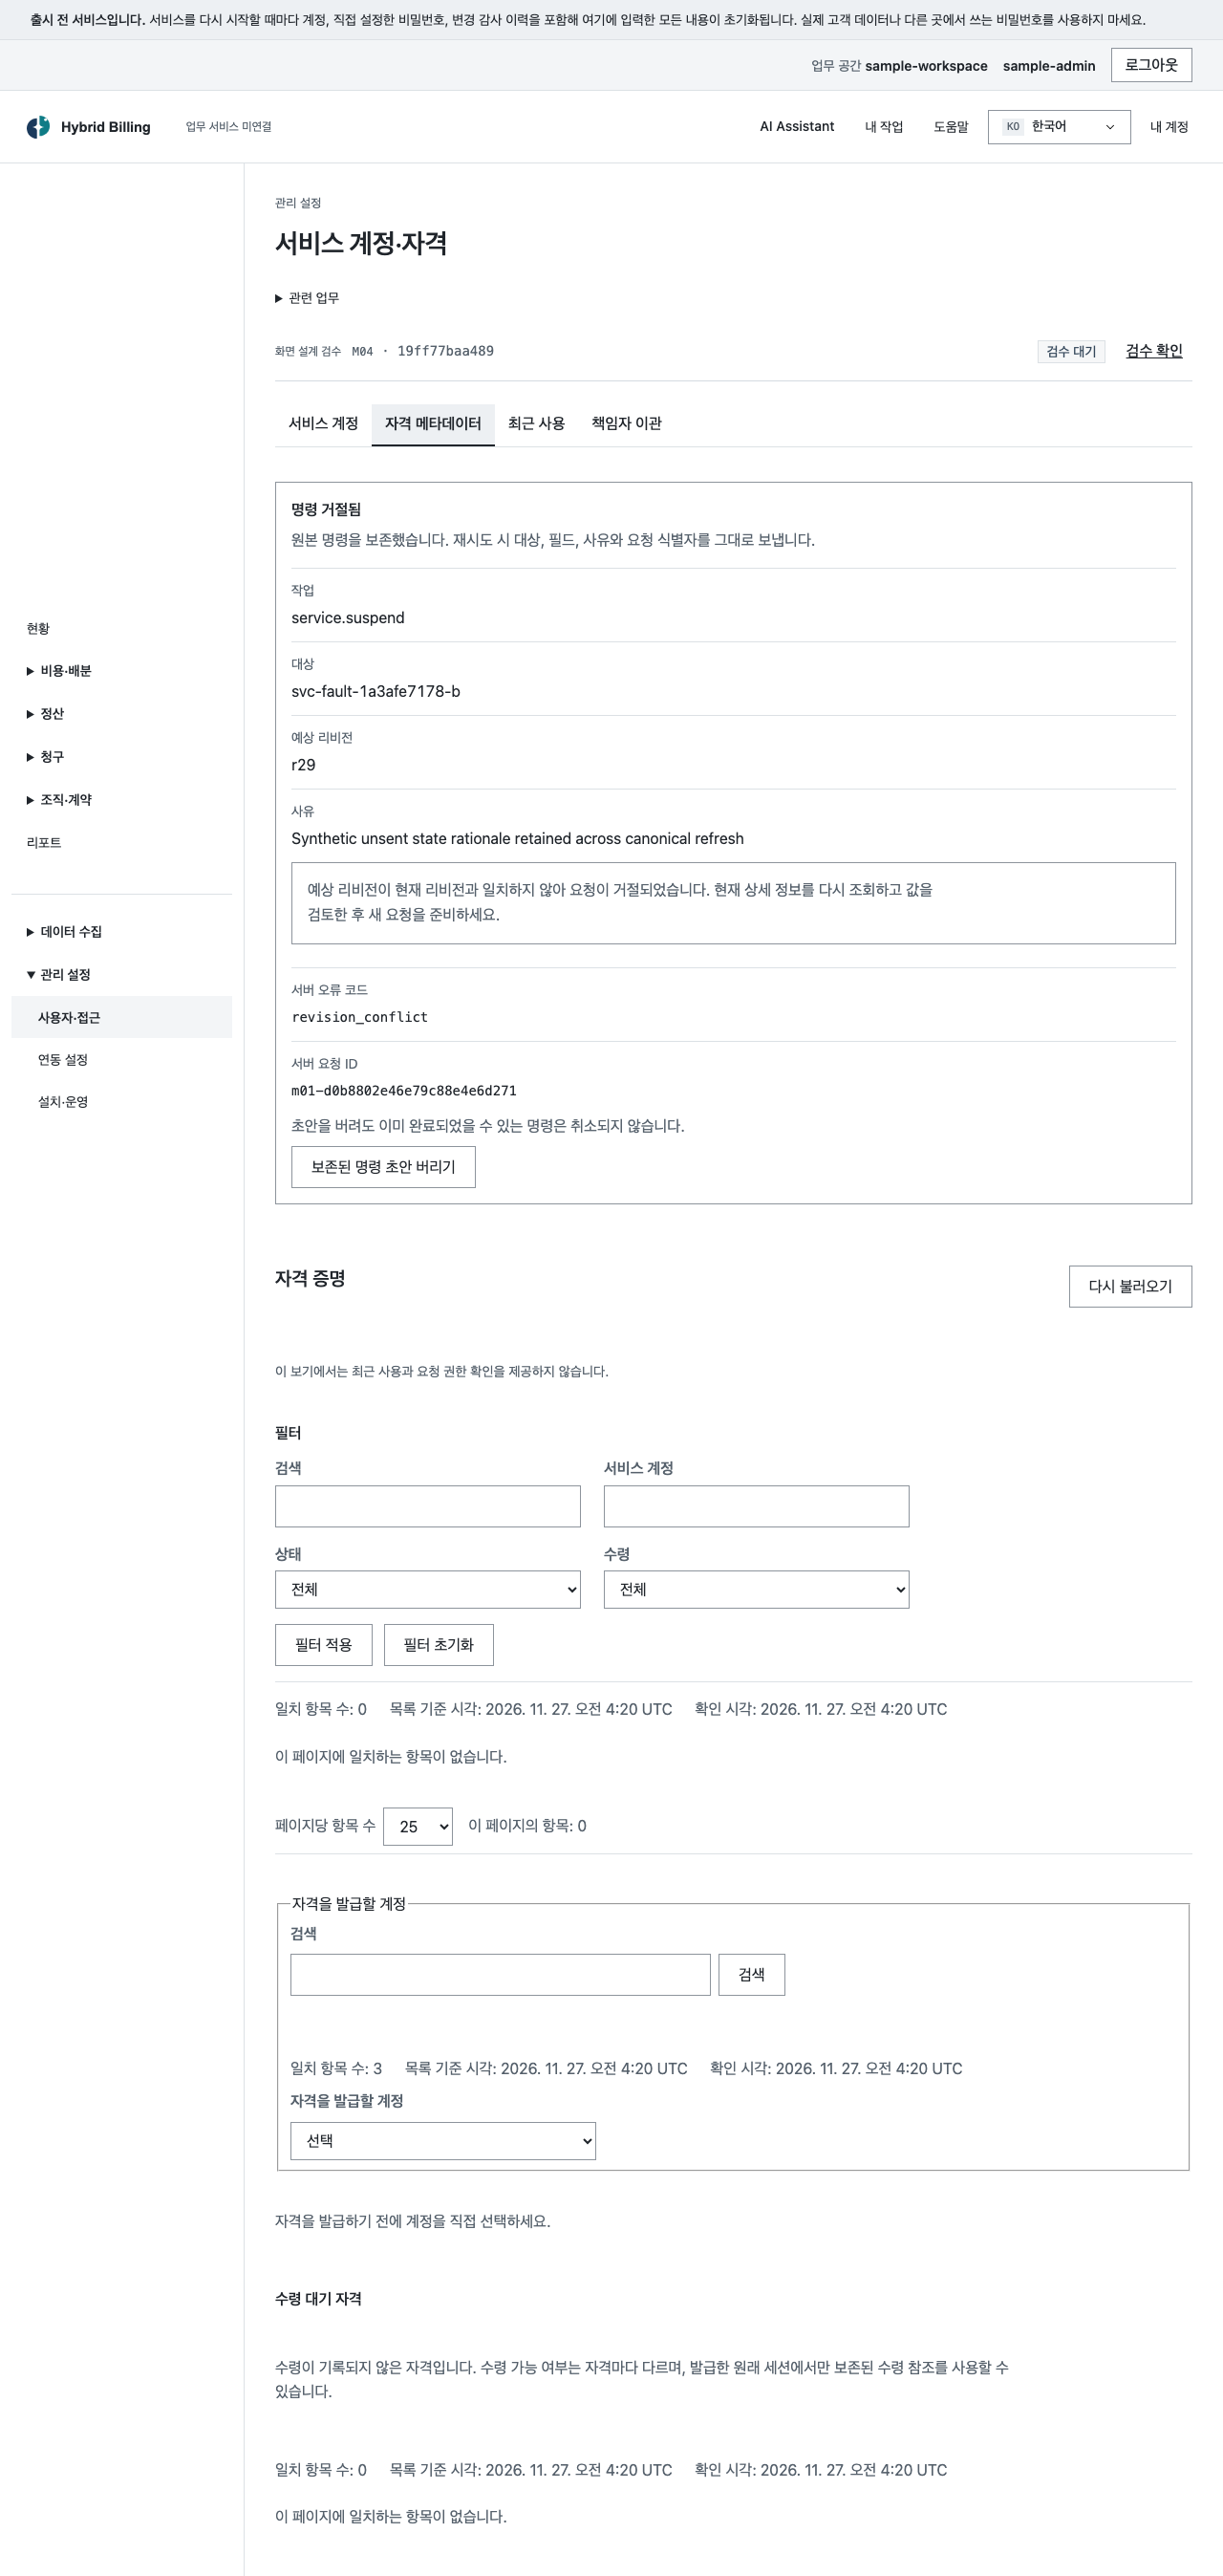 출시 전 서비스입니다. 서비스를 다시 시작할 때마다 계정, 직접 설정한 비밀번호, 변경 감사 이력을 포함해 여기에 입력한 모든 내용이 초기화됩니다. 실제 고객 데이터나 다른 곳에서 쓰는 비밀번호를 사용하지 마세요.
업무 공간 sample-workspace sample-admin 로그아웃
Hybrid Billing 업무 서비스 미연결 AI Assistant 내 작업 도움말 KO 한국어 내 계정
관리 설정
서비스 계정·자격
▶ 관련 업무
화면 설계 검수 M04 · 19ff77baa489 검수 대기 검수 확인
서비스 계정 자격 메타데이터 최근 사용 책임자 이관
명령 거절됨
원본 명령을 보존했습니다. 재시도 시 대상, 필드, 사유와 요청 식별자를 그대로 보냅니다.
작업
service.suspend
대상
svc-fault-1a3afe7178-b
예상 리비전
r29
사유
Synthetic unsent state rationale retained across canonical refresh
예상 리비전이 현재 리비전과 일치하지 않아 요청이 거절되었습니다. 현재 상세 정보를 다시 조회하고 값을
검토한 후 새 요청을 준비하세요.
서버 오류 코드
revision_conflict
서버 요청 ID
m01-d0b8802e46e79c88e4e6d271
초안을 버려도 이미 완료되었을 수 있는 명령은 취소되지 않습니다.
보존된 명령 초안 버리기
현황
▶ 비용·배분
▶ 정산
▶ 청구
▶ 조직·계약
리포트
▶ 데이터 수집
▼ 관리 설정
사용자·접근
연동 설정
설치·운영
자격 증명 다시 불러오기
이 보기에서는 최근 사용과 요청 권한 확인을 제공하지 않습니다.
필터
검색 서비스 계정
상태 수령
전체 전체
필터 적용 필터 초기화
일치 항목 수: 0 목록 기준 시각: 2026. 11. 27. 오전 4:20 UTC 확인 시각: 2026. 11. 27. 오전 4:20 UTC
이 페이지에 일치하는 항목이 없습니다.
페이지당 항목 수 25 이 페이지의 항목: 0
자격을 발급할 계정
검색
검색
일치 항목 수: 3 목록 기준 시각: 2026. 11. 27. 오전 4:20 UTC 확인 시각: 2026. 11. 27. 오전 4:20 UTC
자격을 발급할 계정
선택
자격을 발급하기 전에 계정을 직접 선택하세요.
수령 대기 자격
수령이 기록되지 않은 자격입니다. 수령 가능 여부는 자격마다 다르며, 발급한 원래 세션에서만 보존된 수령 참조를 사용할 수
있습니다.
일치 항목 수: 0 목록 기준 시각: 2026. 11. 27. 오전 4:20 UTC 확인 시각: 2026. 11. 27. 오전 4:20 UTC
이 페이지에 일치하는 항목이 없습니다.